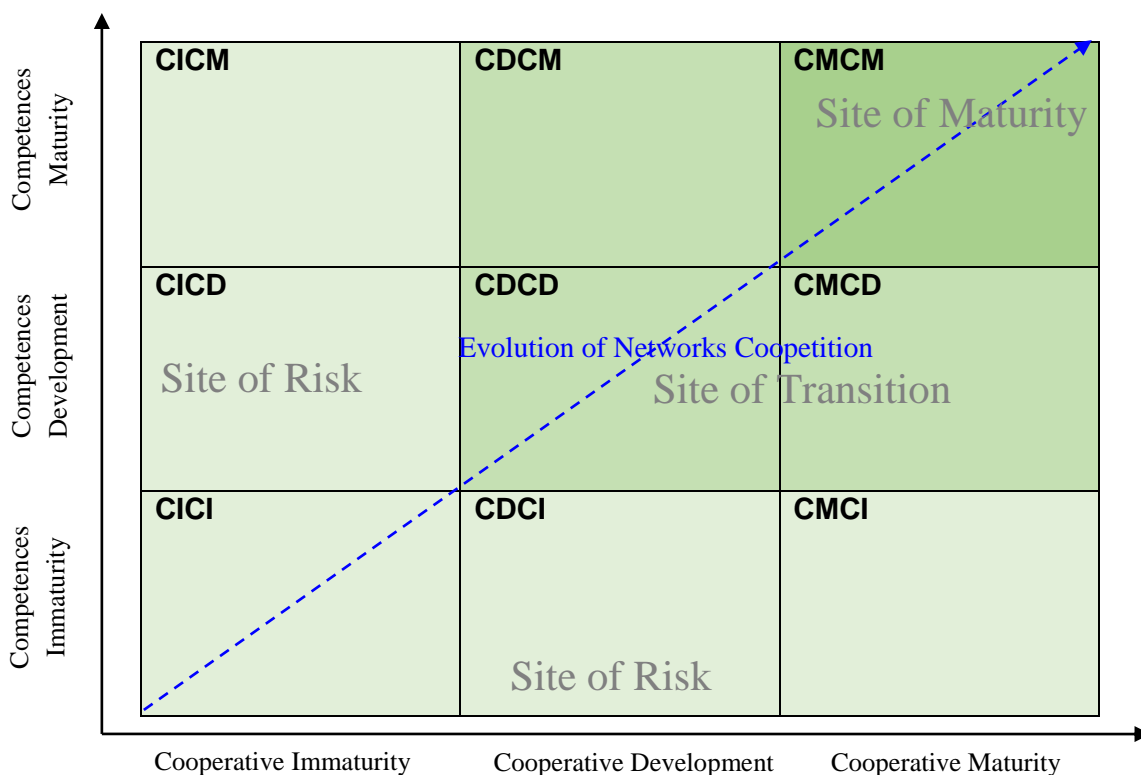 Competences
Maturity
CICM
CDCM
CMCM
Site of Maturity
Competences
Development
CICD
CDCD
CMCD
Evolution of Networks Coopetition
Site of Risk
Site of Transition
Competences
Immaturity
CICI
CDCI
CMCI
Site of Risk
Cooperative Immaturity
Cooperative Development
Cooperative Maturity